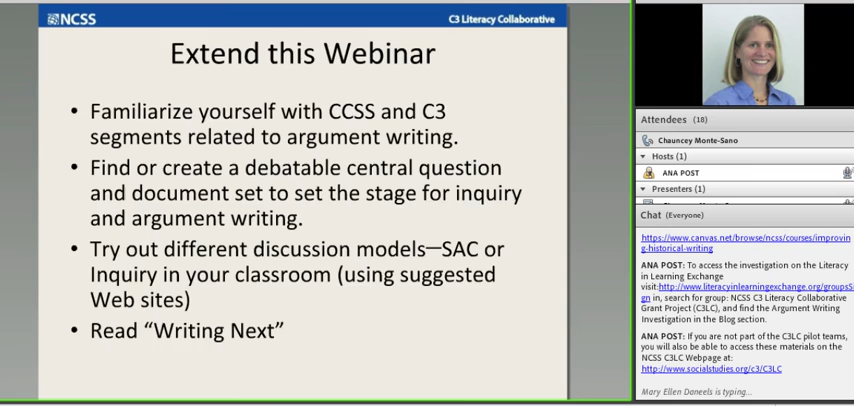 NCSS
C3 Literacy Collaborative
Extend this Webinar
• Familiarize yourself with CCSS and C3
segments related to argument writing.
• Find or create a debatable central question
and document set to set the stage for inquiry
and argument writing.
• Try out different discussion models—SAC or
Inquiry in your classroom (using suggested
Web sites)
• Read “Writing Next”
Attendees (18)
Chauncey Monte-Sano
Hosts (1)
ANA POST
Presenters (1)
Chat (Everyone)
https://www.canvas.net/browse/ncss/courses/improvin
g-historical-writing
ANA POST: To access the investigation on the Literacy
in Learning Exchange
visit:http://www.literacyinlearningexchange.org/groupsSi
gn in, search for group: NCSS C3 Literacy Collaborative
Grant Project (C3LC), and find the Argument Writing
Investigation in the Blog section.
ANA POST: If you are not part of the C3LC pilot teams,
you will also be able to access these materials on the
NCSS C3LC Webpage at:
http://www.socialstudies.org/c3/C3LC
Mary Ellen Daneels is typing...